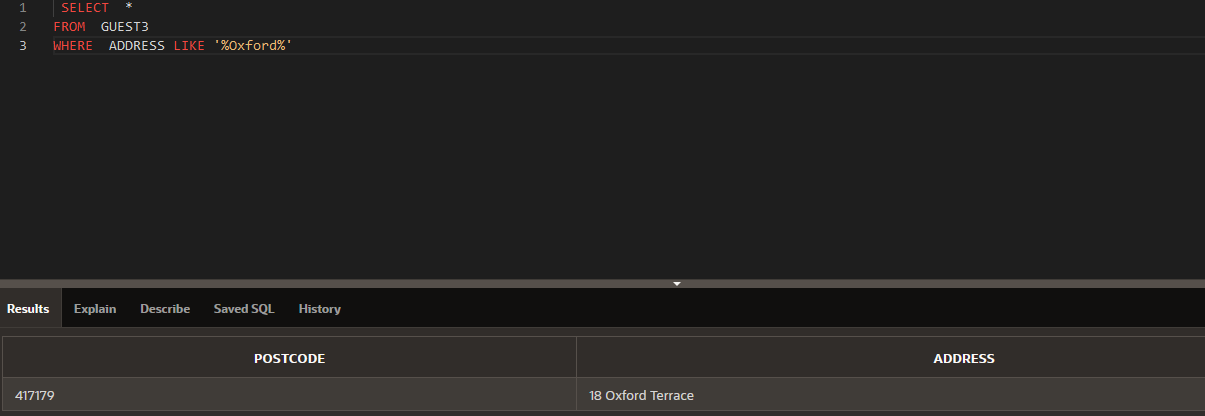 1 SELECT *
2 FROM GUEST3
3 WHERE ADDRESS LIKE '%Oxford%'
Results Explain Describe Saved SQL History
POSTCODE ADDRESS
417179 18 Oxford Terrace